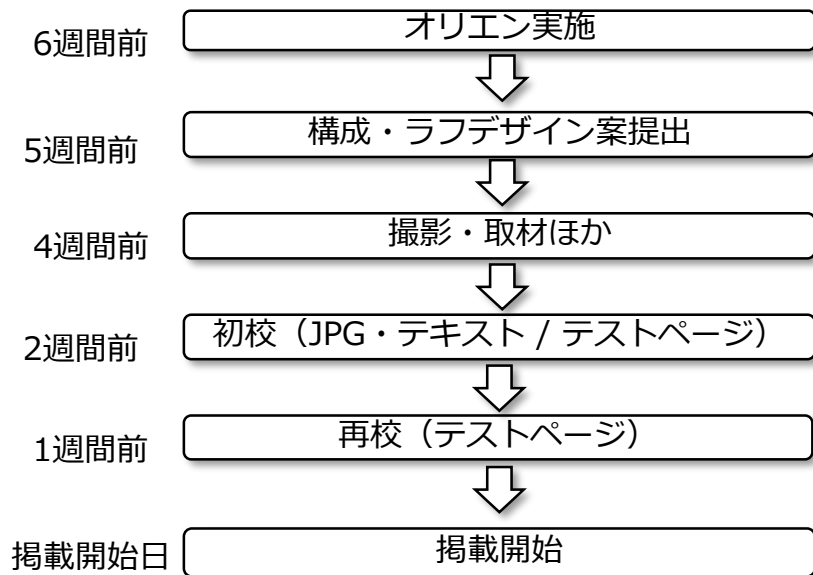 6週間前
オリエン実施
5週間前
構成・ラフデザイン案提出
4週間前
撮影・取材ほか
2週間前
初校（JPG・テキスト / テストページ）
1週間前
再校（テストページ）
掲載開始日
掲載開始